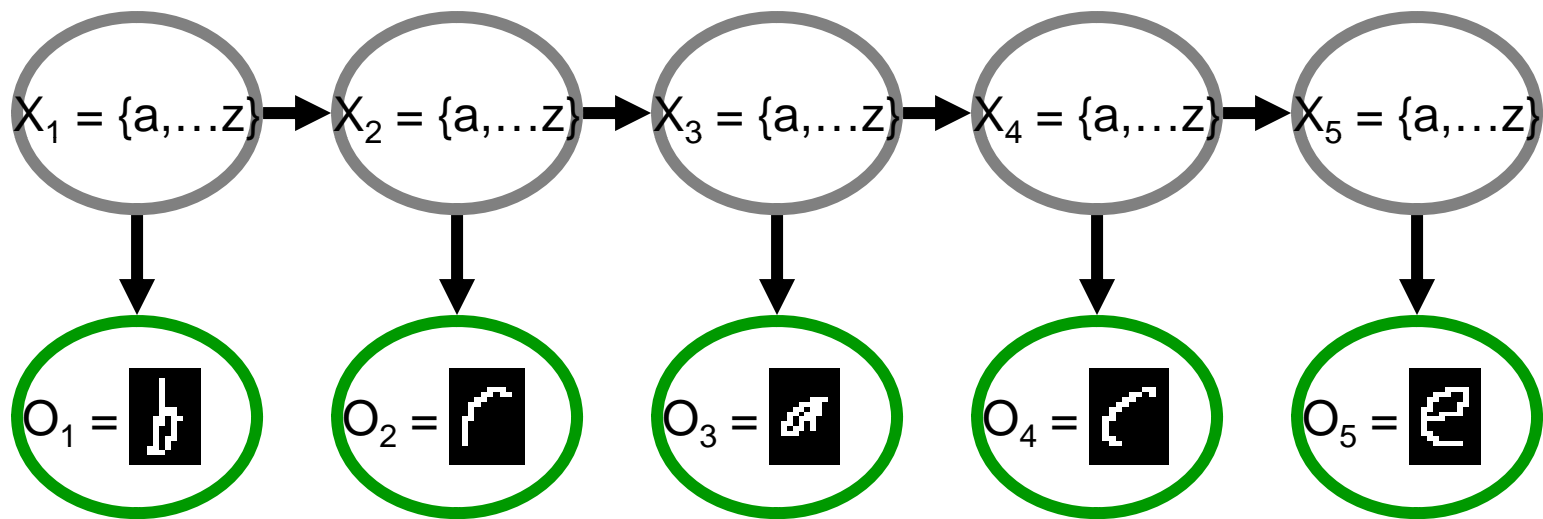 X₁ = {a,…z} X₂ = {a,…z} X₃ = {a,…z} X₄ = {a,…z} X₅ = {a,…z}
O₁ = b O₂ = r O₃ = a O₄ = c O₅ = e